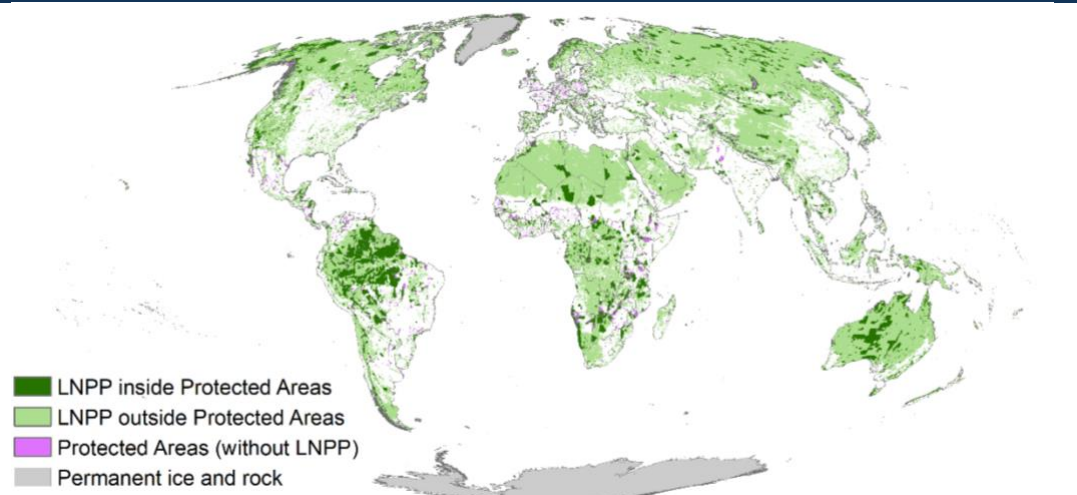 LNPP inside Protected Areas
LNPP outside Protected Areas
Protected Areas (without LNPP)
Permanent ice and rock